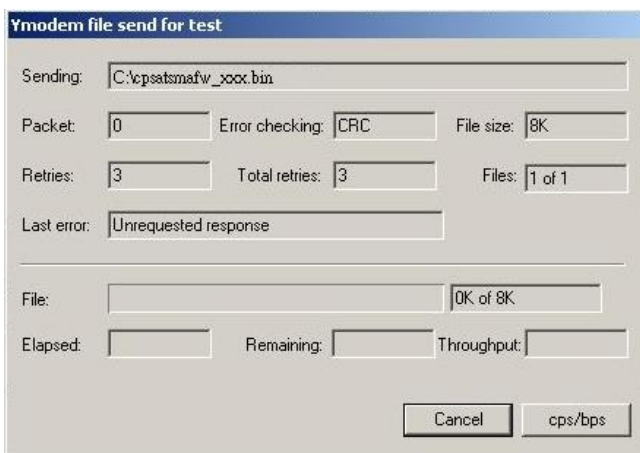 Ymodem file send for test
Sending: C:\cpsatsmafw_xxx.bin
Packet: 0 Error checking: CRC File size: 8K
Retries: 3 Total retries: 3 Files: 1 of 1
Last error: Unrequested response
File: 0K of 8K
Elapsed: Remaining: Throughput:
Cancel cps/bps